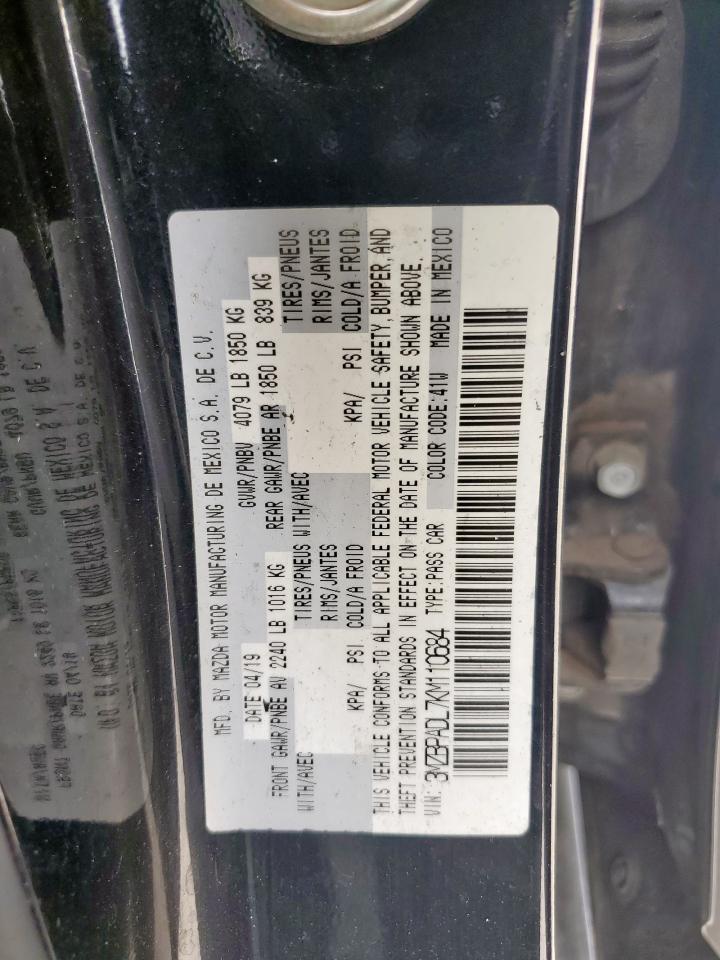 MFD. BY MAZDA MOTOR MANUFACTURING DE MEXICO S.A. DE C.V.
DATE 04/19 GVWR/PNBV 4079 LB 1850 KG
FRONT GAWR/PNBE AV 2240 LB 1016 KG REAR GAWR/PNBE AR 1850 LB 839 KG
WITH/AVEC TIRES/PNEUS WITH/AVEC TIRES/PNEUS
RIMS/JANTES RIMS/JANTES
KPA/ PSI COLD/A FROID KPA/ PSI COLD/A FROID
THIS VEHICLE CONFORMS TO ALL APPLICABLE FEDERAL MOTOR VEHICLE SAFETY, BUMPER, AND
THEFT PREVENTION STANDARDS IN EFFECT ON THE DATE OF MANUFACTURE SHOWN ABOVE.
VIN: 3MZBPADL7KM110684 TYPE:PASS CAR COLOR CODE:41W MADE IN MEXICO